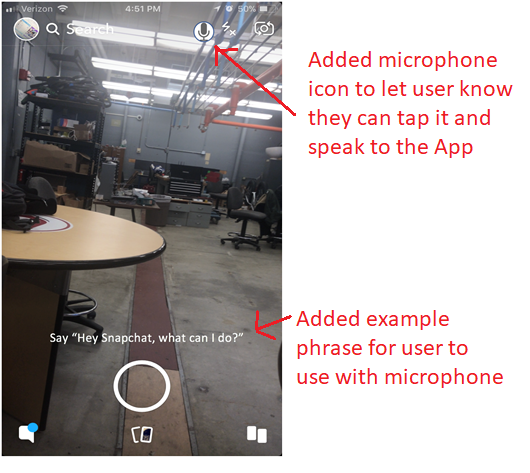 Verizon 4:51 PM 50%
Search
Added microphone
icon to let user know
they can tap it and
speak to the App
Say “Hey Snapchat, what can I do?”
Added example
phrase for user to
use with microphone